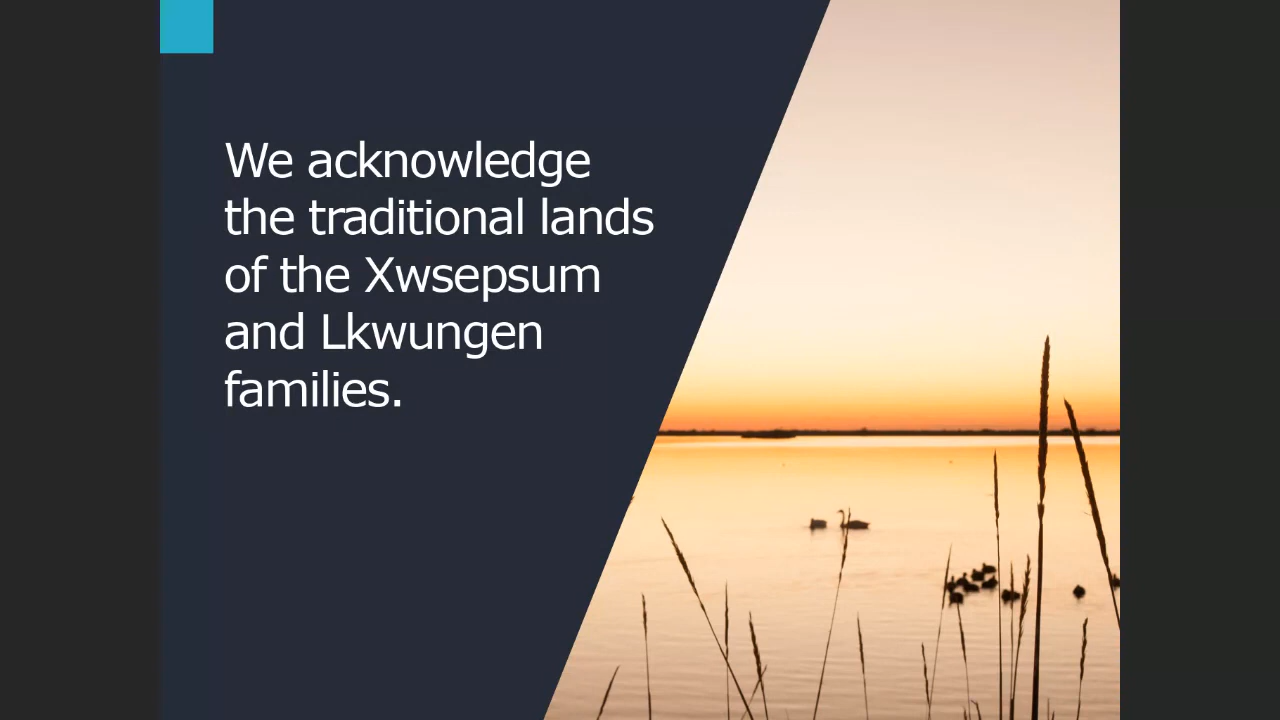 We acknowledge
the traditional lands
of the Xwsepsum
and Lkwungen
families.